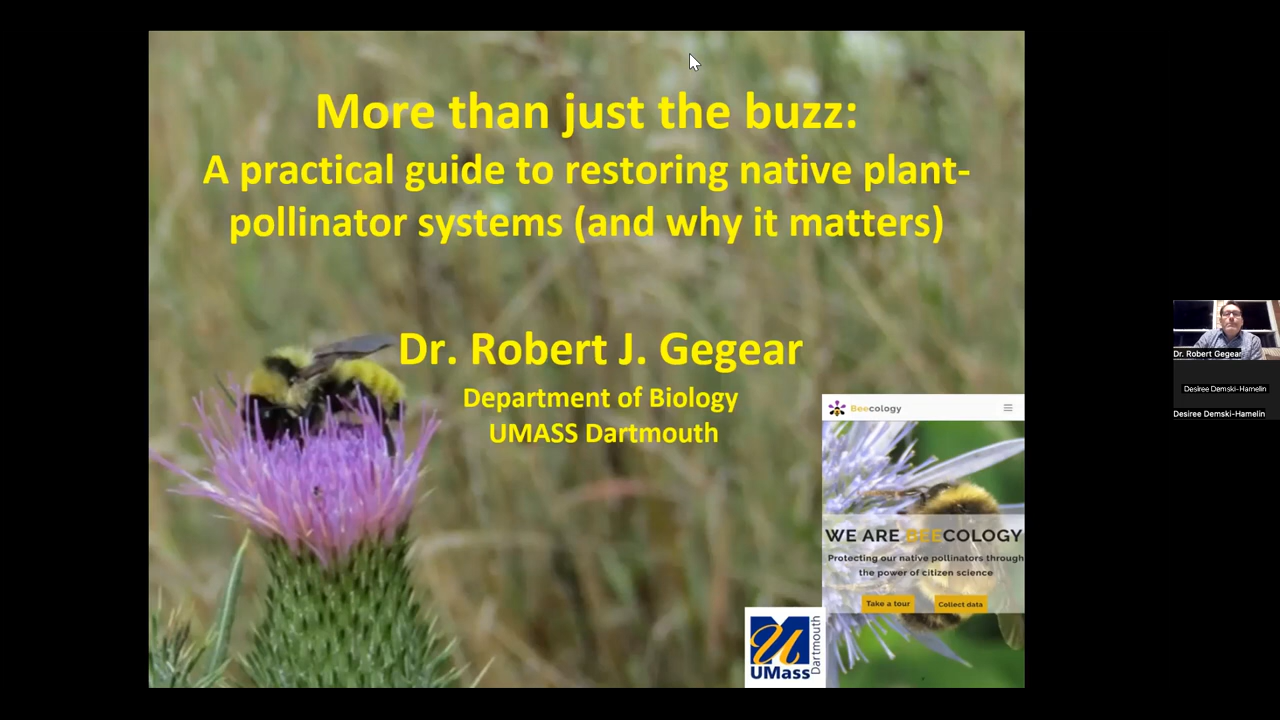 More than just the buzz:
A practical guide to restoring native plant-
pollinator systems (and why it matters)
Dr. Robert J. Gegear
Department of Biology
UMASS Dartmouth
Beecology
WE ARE BEECOLOGY
Protecting our native pollinators through
the power of citizen science
Take a tour
Collect data
UMass
Dartmouth
Dr. Robert Gegear
Desiree Demski-Hamelin
Desiree Demski-Hamelin